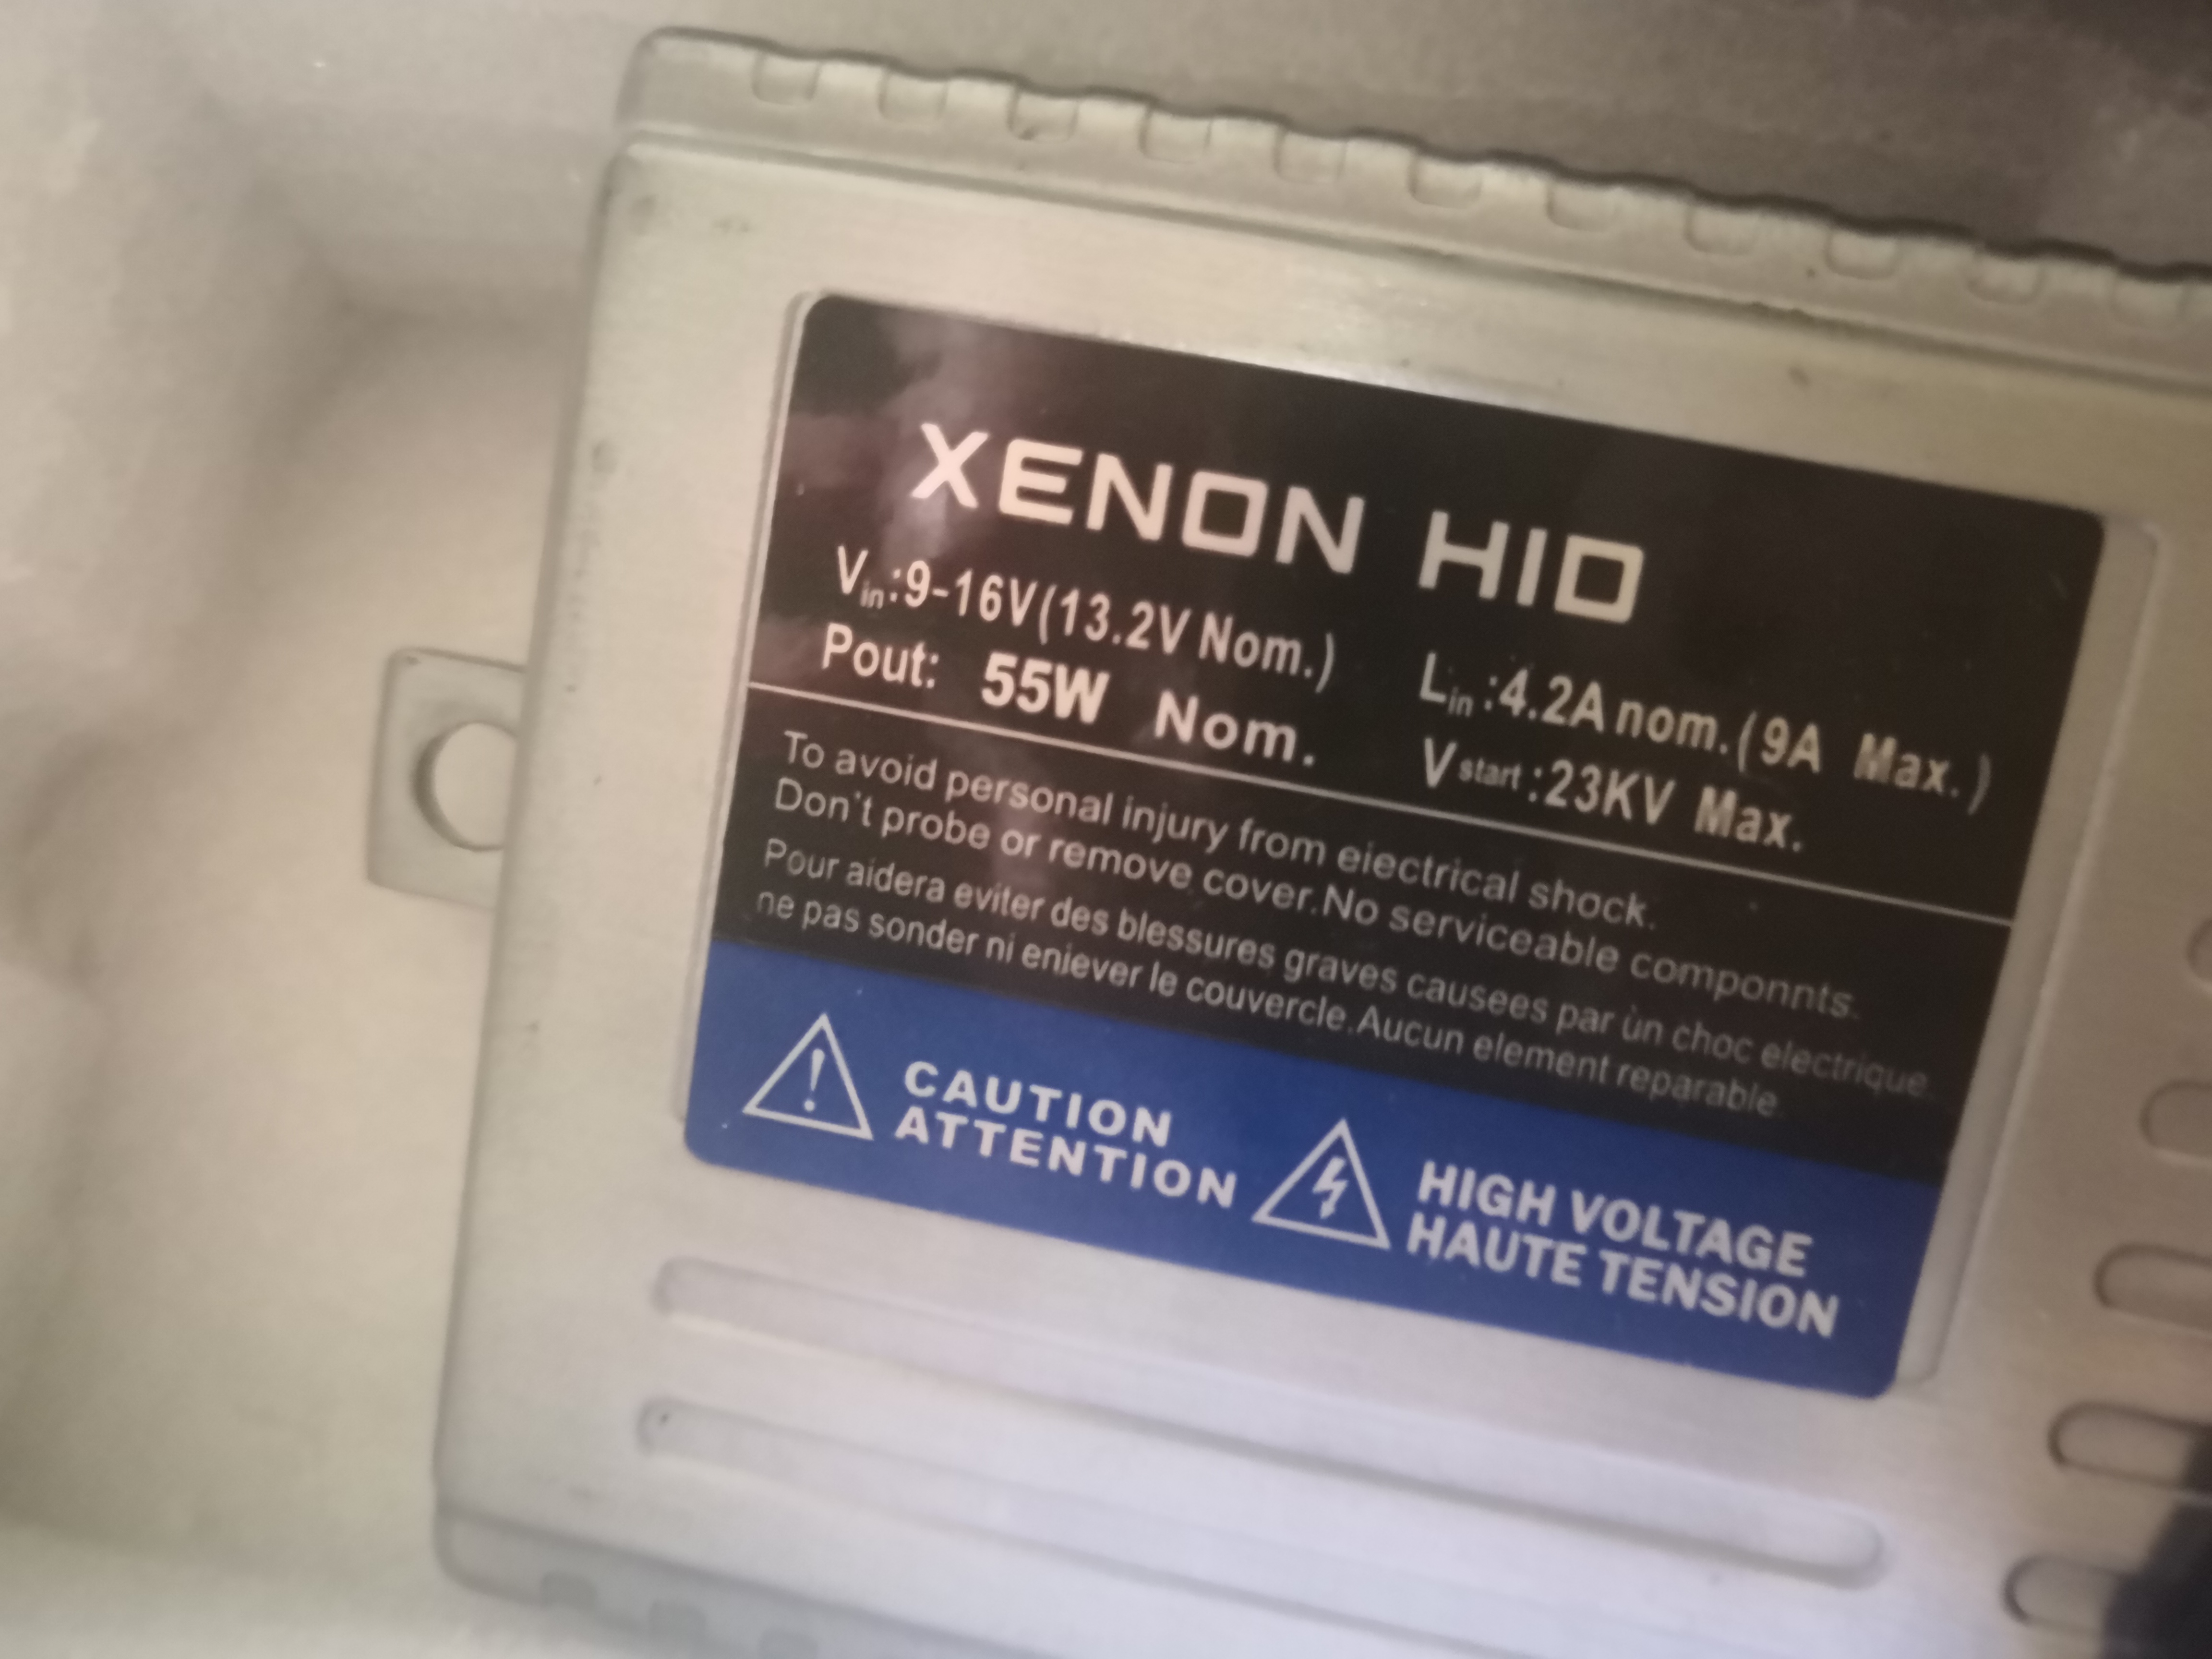 XENON HID
Vin:9-16V(13.2V Nom.) Lin:4.2A nom.(9A Max.)
Pout: 55W Nom. Vstart:23KV Max.
To avoid personal injury from eiectrical shock.
Don't probe or remove cover.No serviceable componnts.
Pour aidera eviter des blessures graves causees par ùn choc electrique.
ne pas sonder ni eniever le couvercle.Aucun element reparable.
CAUTION
ATTENTION
HIGH VOLTAGE
HAUTE TENSION